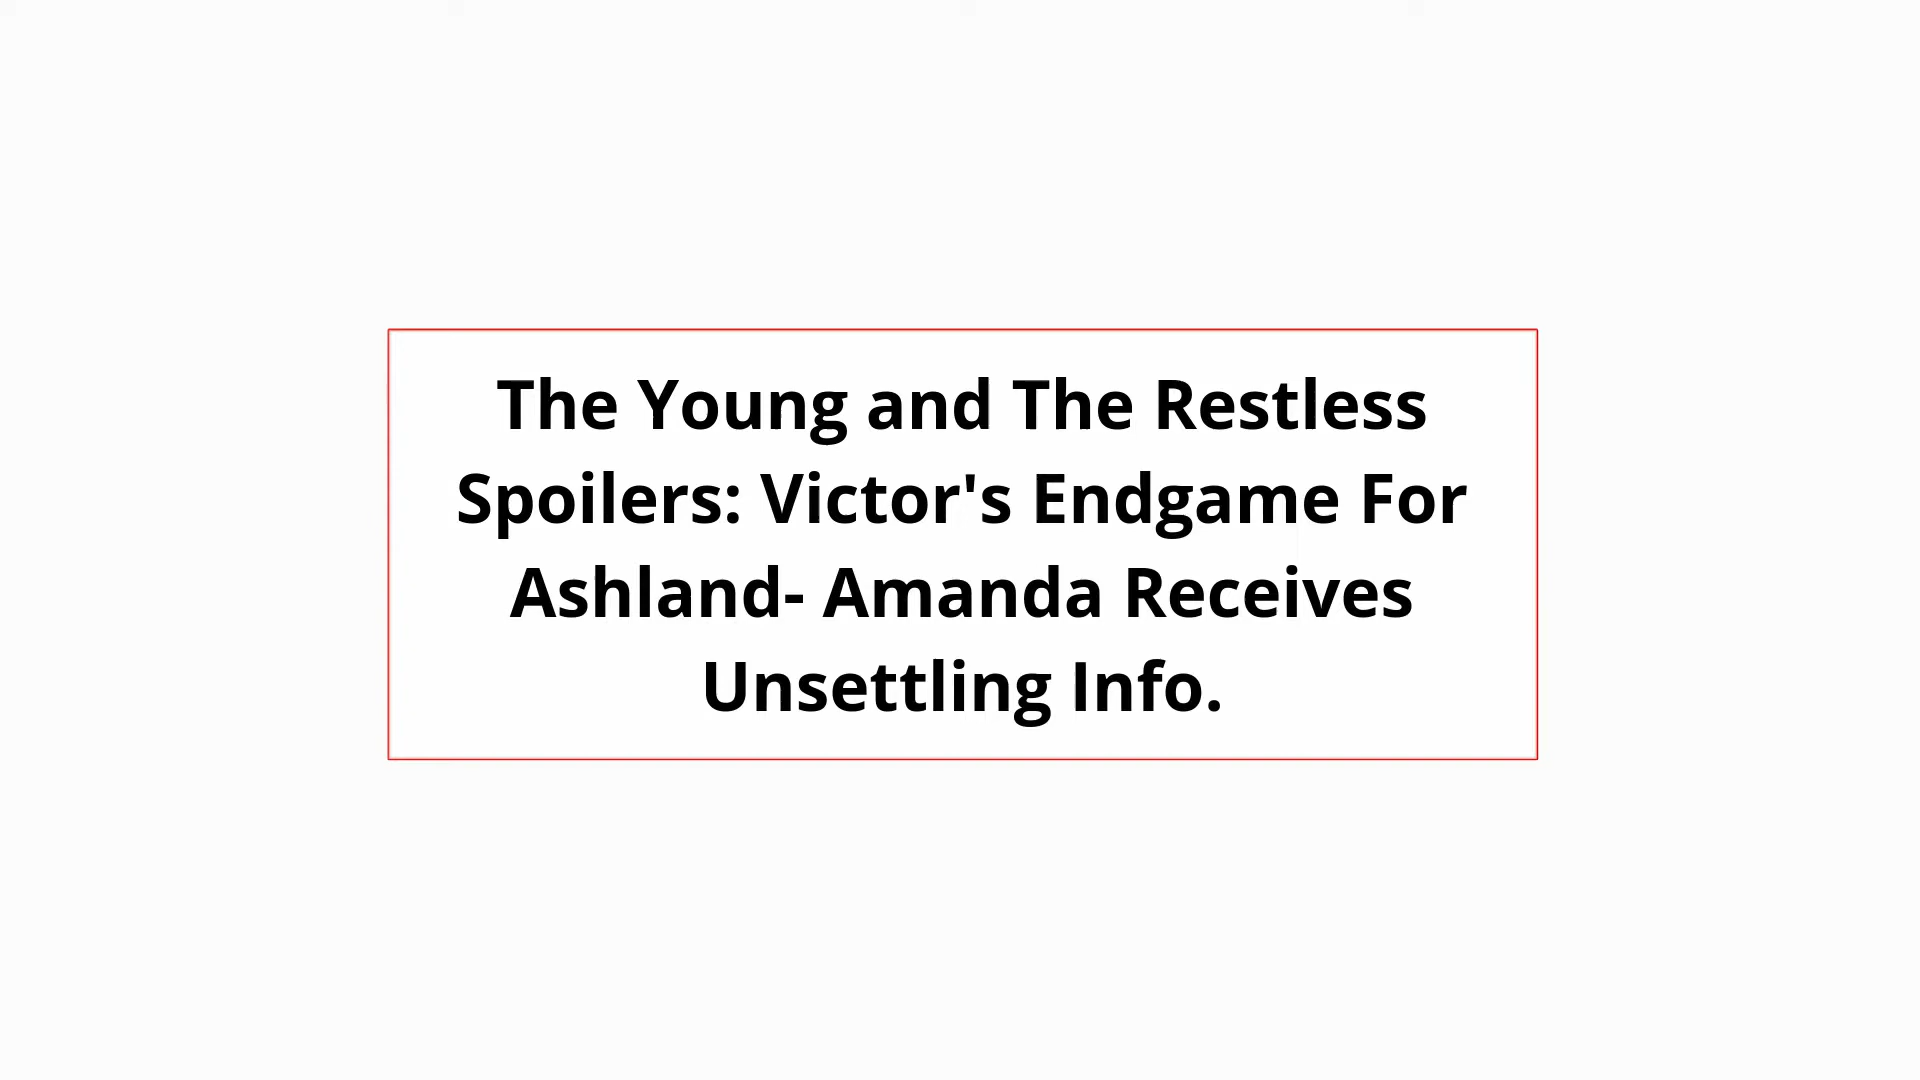 The Young and The Restless
Spoilers: Victor's Endgame For
Ashland- Amanda Receives
Unsettling Info.